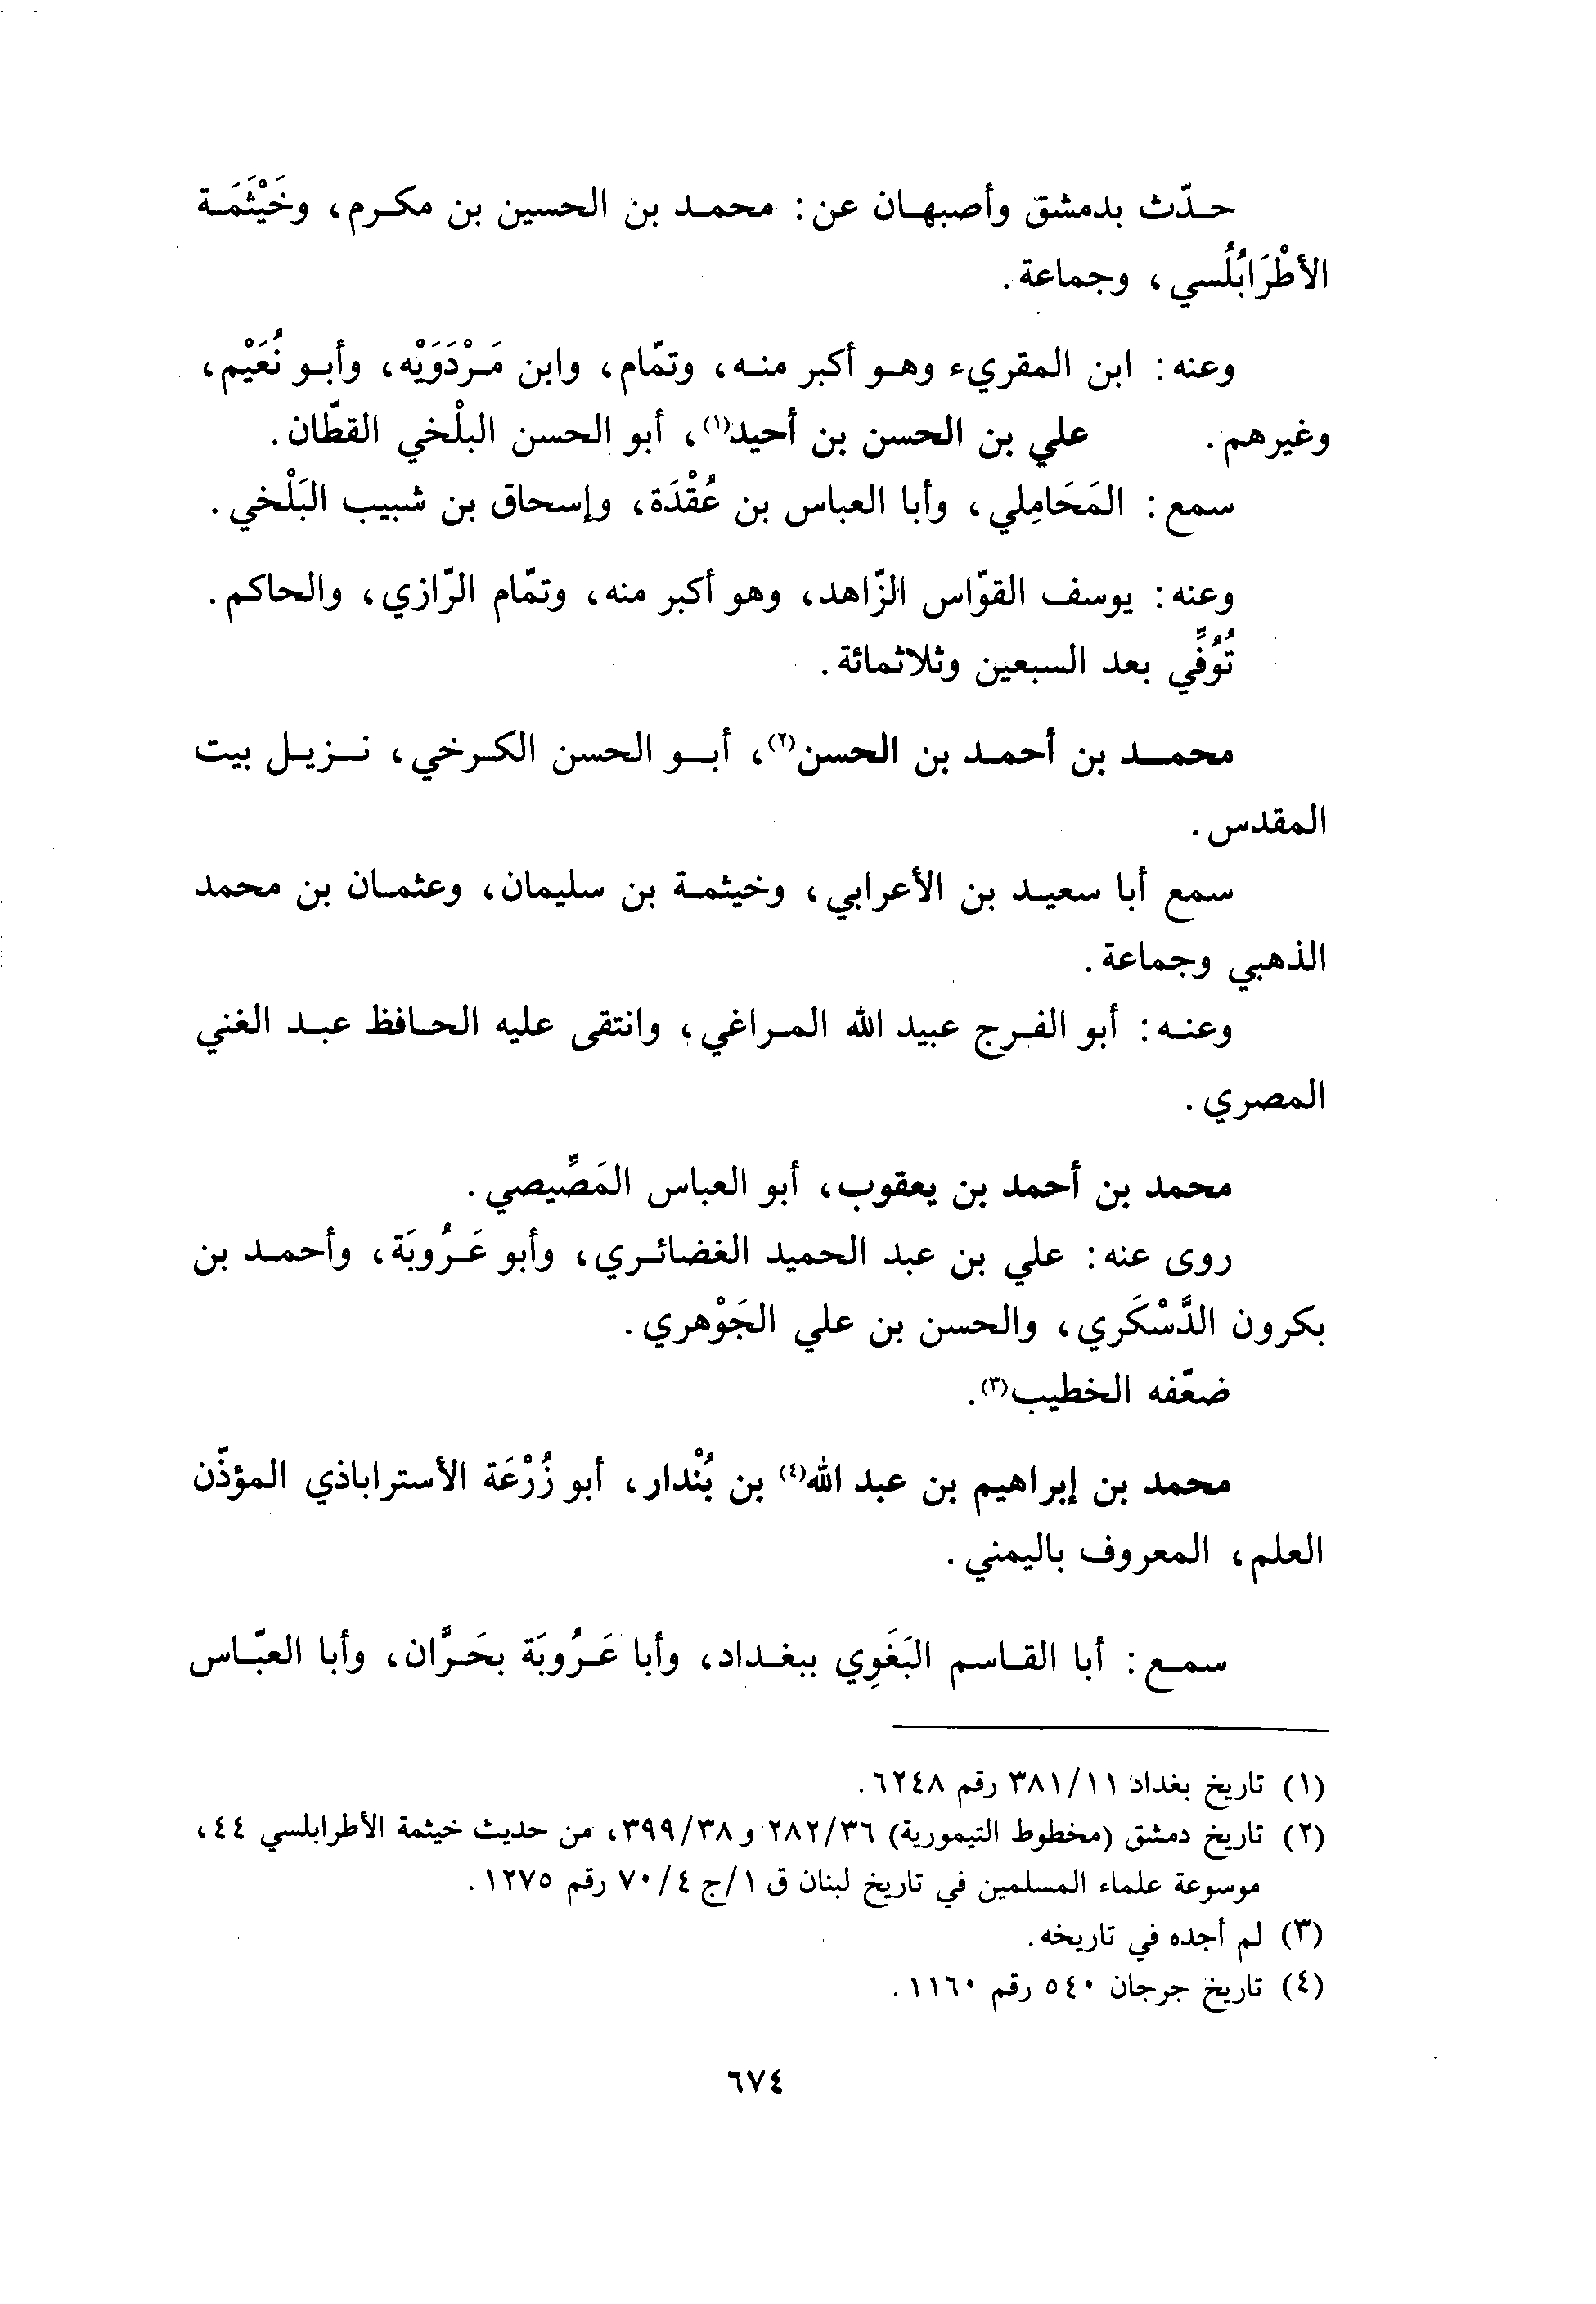 حدّث بدمشق وأصبهان عن: محمد بن الحسين بن مكرم، وخَيْثَمَة
الأطْرَابُلُسي، وجماعة.
وعنه: ابن المقريء وهو أكبر منه، وتمّام، وابن مَرْدَوَيْه، وأبو نُعَيْم،
وغيرهم. علي بن الحسن بن أحيد(١)، أبو الحسن البلْخي القطّان.
سمع: المَحَامِلي، وأبا العباس بن عُقْدَة، وإسحاق بن شبيب البَلْخي.
وعنه: يوسف القوّاس الزّاهد، وهو أكبر منه، وتمّام الرّازي، والحاكم.
تُوُفِّي بعد السبعين وثلاثمائة.
محمد بن أحمد بن الحسن(٢)، أبو الحسن الكرخي، نزيل بيت
المقدس.
سمع أبا سعيد بن الأعرابي، وخيثمة بن سليمان، وعثمان بن محمد
الذهبي وجماعة.
وعنه: أبو الفرج عبيد الله المراغي، وانتقى عليه الحافظ عبد الغني
المصري.
محمد بن أحمد بن يعقوب، أبو العباس المَصِّيصي.
روى عنه: علي بن عبد الحميد الغضائري، وأبو عَرُوبَة، وأحمد بن
بكرون الدَّسْكَري، والحسن بن علي الجَوْهري.
ضعّفه الخطيب(٣).
محمد بن إبراهيم بن عبد الله(٤) بن بُنْدار، أبو زُرْعَة الأستراباذي المؤذّن
العلم، المعروف باليمني.
سمع: أبا القاسم البَغَوِي ببغداد، وأبا عَرُوبَة بحَرَّان، وأبا العبّاس
(١) تاريخ بغداد ٣٨١/١١ رقم ٦٢٤٨.
(٢) تاريخ دمشق (مخطوط التيمورية) ٢٨٢/٣٦ و ٣٩٩/٣٨، من حديث خيثمة الأطرابلسي ٤٤،
موسوعة علماء المسلمين في تاريخ لبنان ق ١/ج ٧٠/٤ رقم ١٢٧٥.
(٣) لم أجده في تاريخه.
(٤) تاريخ جرجان ٥٤٠ رقم ١١٦٠.
٦٧٤